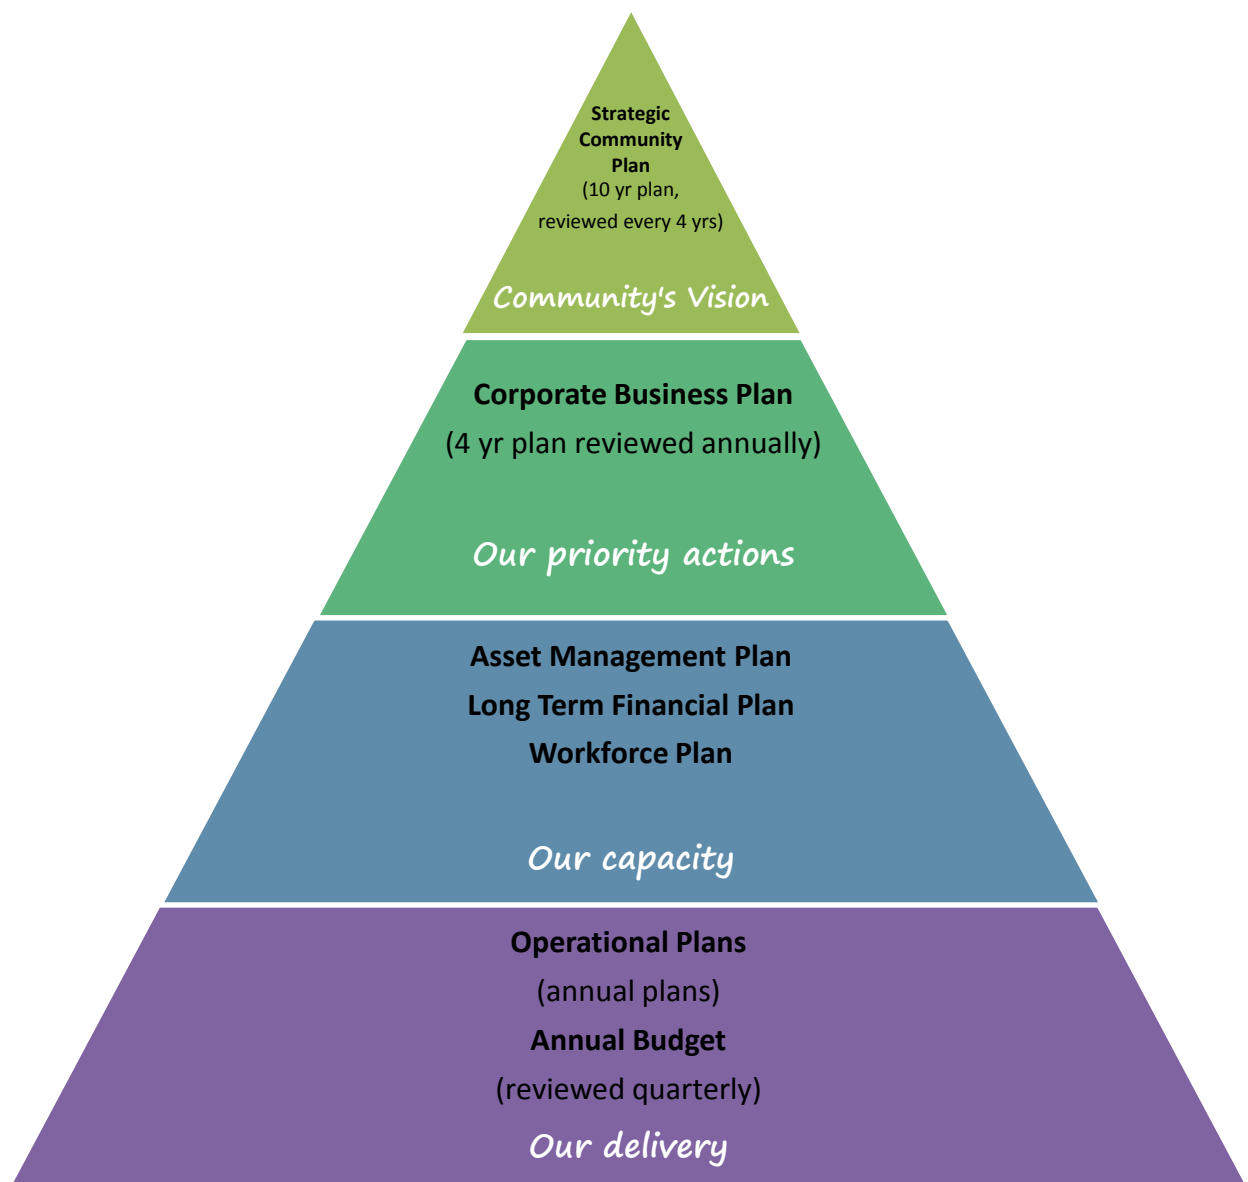 Strategic
Community
Plan
(10 yr plan,
reviewed every 4 yrs)
Community's Vision
Corporate Business Plan
(4 yr plan reviewed annually)
Our priority actions
Asset Management Plan
Long Term Financial Plan
Workforce Plan
Our capacity
Operational Plans
(annual plans)
Annual Budget
(reviewed quarterly)
Our delivery